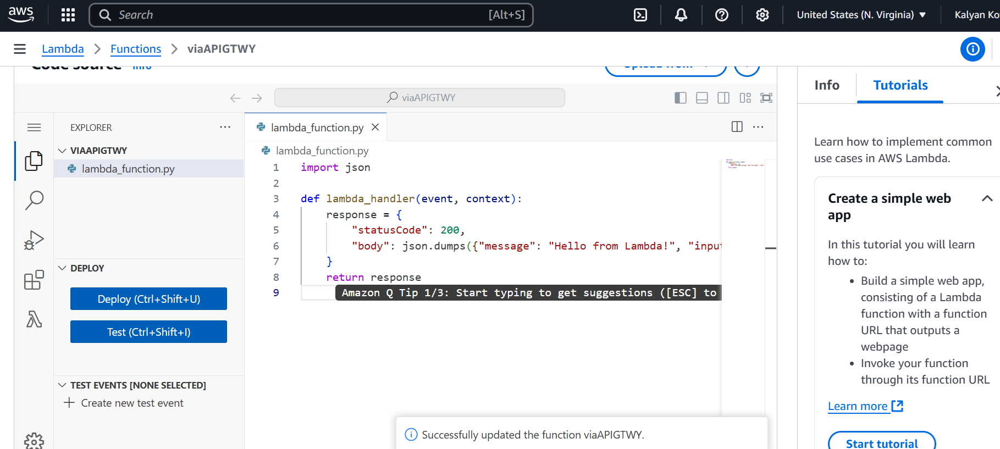 aws
Search [Alt+S]
United States (N. Virginia) ▼
Kalyan Ko
Lambda > Functions > viaAPIGTWY
Code source Info
Upload from
viaAPIGTWY
Info
Tutorials
EXPLORER
VIAAPIGTWY
lambda_function.py
DEPLOY
Deploy (Ctrl+Shift+U)
Test (Ctrl+Shift+I)
TEST EVENTS [NONE SELECTED]
Create new test event
lambda_function.py
lambda_function.py
1 import json
2
3 def lambda_handler(event, context):
4 response = {
5 "statusCode": 200,
6 "body": json.dumps({"message": "Hello from Lambda!", "input
7 }
8 return response
9 Amazon Q Tip 1/3: Start typing to get suggestions ([ESC] to
Successfully updated the function viaAPIGTWY.
Learn how to implement common
use cases in AWS Lambda.
Create a simple web
app
In this tutorial you will learn
how to:
• Build a simple web app,
consisting of a Lambda
function with a function
URL that outputs a
webpage
• Invoke your function
through its function URL
Learn more
Start tutorial